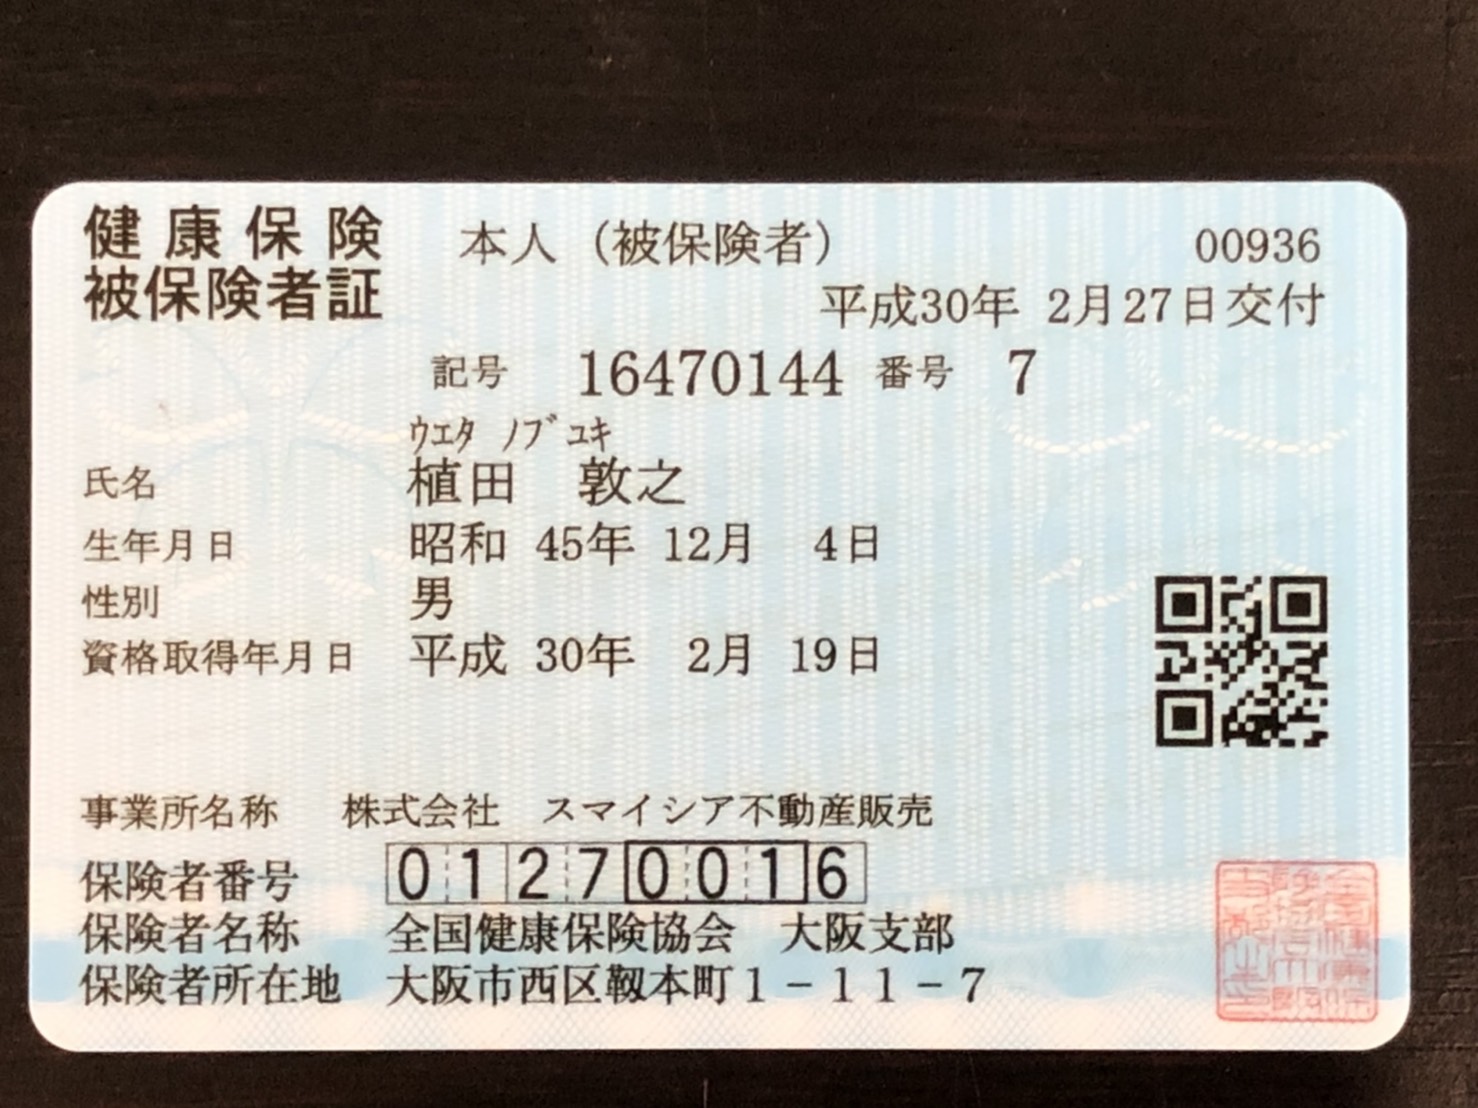 健康保険 本人（被保険者） 00936
被保険者証 平成30年 2月27日交付
記号 16470144 番号 7
ｳｴﾀ ﾉﾌﾞﾕｷ
氏名 植田 敦之
生年月日 昭和 45年 12月 4日
性別 男
資格取得年月日 平成 30年 2月 19日
事業所名称 株式会社 スマイシア不動産販売
保険者番号 01270016
保険者名称 全国健康保険協会 大阪支部
保険者所在地 大阪市西区靱本町１－１１－７